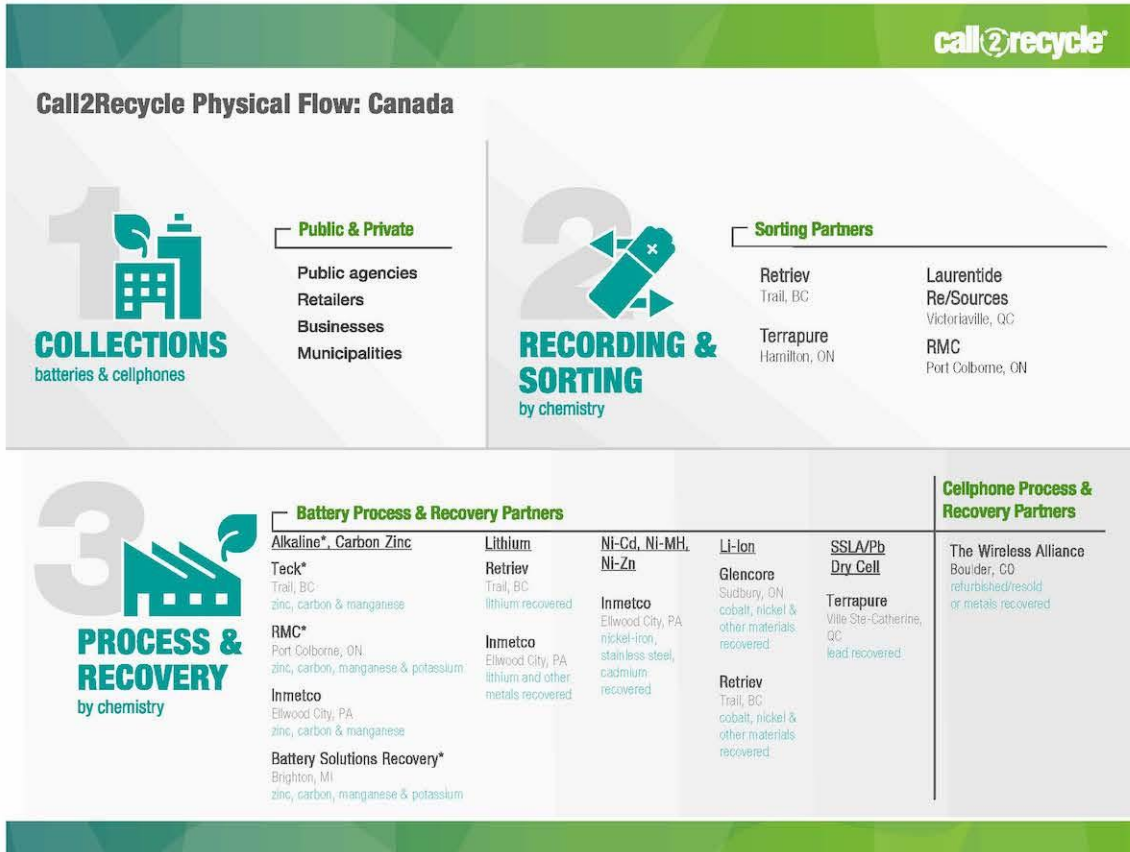 call2recycle®
Call2Recycle Physical Flow: Canada
1
COLLECTIONS
batteries & cellphones
Public & Private
Public agencies
Retailers
Businesses
Municipalities
2
RECORDING &
SORTING
by chemistry
Sorting Partners
Retriev
Trail, BC
Terrapure
Hamilton, ON
Laurentide
Re/Sources
Victoriaville, QC
RMC
Port Colborne, ON
3
PROCESS &
RECOVERY
by chemistry
Battery Process & Recovery Partners
Alkaline*, Carbon Zinc
Teck*
Trail, BC
zinc, carbon & manganese
RMC*
Port Colborne, ON
zinc, carbon, manganese & potassium
Inmetco
Ellwood City, PA
zinc, carbon & manganese
Battery Solutions Recovery*
Brighton, MI
zinc, carbon, manganese & potassium
Lithium
Retriev
Trail, BC
lithium recovered
Inmetco
Ellwood City, PA
lithium and other
metals recovered
Ni-Cd, Ni-MH,
Ni-Zn
Inmetco
Ellwood City, PA
nickel-iron,
stainless steel,
cadmium
recovered
Li-Ion
Glencore
Sudbury, ON
cobalt, nickel &
other materials
recovered
Retriev
Trail, BC
cobalt, nickel &
other materials
recovered
SSLA/Pb
Dry Cell
Terrapure
Ville Ste-Catherine,
QC
lead recovered
Cellphone Process &
Recovery Partners
The Wireless Alliance
Boulder, CO
refurbished/resold
or metals recovered